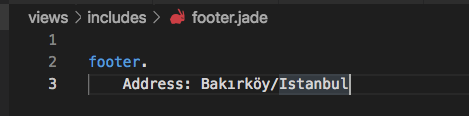 views > includes > footer.jade
1
2 footer.
3 Address: Bakırköy/Istanbul